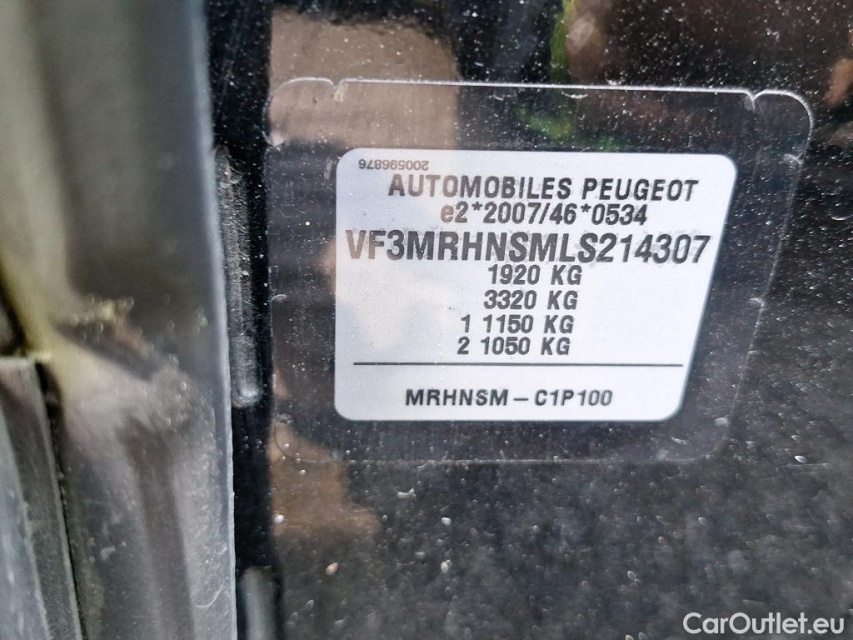 200596876
AUTOMOBILES PEUGEOT
e2*2007/46*0534
VF3MRHNSMLS214307
1920 KG
3320 KG
1 1150 KG
2 1050 KG
MRHNSM-C1P100
CarOutlet.eu